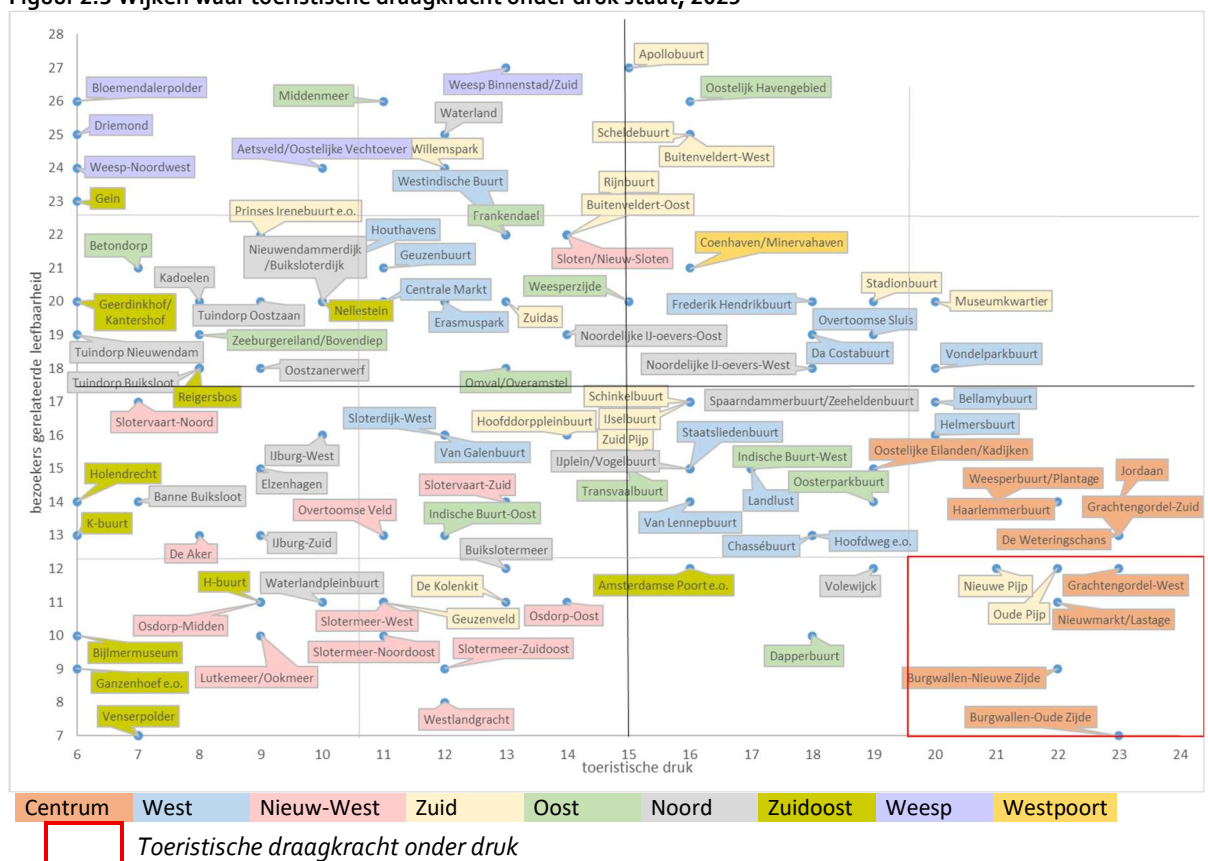 Figuur 2.3 Wijken waar toeristische draagkracht onder druk staat, 2023
bezoekers gerelateerde leefbaarheid
28
27
26
25
24
23
22
21
20
19
18
17
16
15
14
13
12
11
10
9
8
7
Apollobuurt
Weesp Binnenstad/Zuid
Bloemendalerpolder
Middenmeer
Oostelijk Havengebied
Waterland
Driemond
Scheldebuurt
Buitenveldert-West
Aetsveld/Oostelijke Vechtoever
Willemspark
Weesp-Noordwest
Westindische Buurt
Rijnbuurt
Gein
Prinses Irenebuurt e.o.
Frankendael
Buitenveldert-Oost
Houthavens
Betondorp
Nieuwendammerdijk
/Buiksloterdijk
Geuzenbuurt
Sloten/Nieuw-Sloten
Coenhaven/Minervahaven
Kadoelen
Centrale Markt
Weesperzijde
Stadionbuurt
Geerdinkhof/
Kantershof
Tuindorp Oostzaan
Nellestein
Erasmuspark
Zuidas
Frederik Hendrikbuurt
Museumkwartier
Overtoomse Sluis
Tuindorp Nieuwendam
Zeeburgereiland/Bovendiep
Noordelijke IJ-oevers-Oost
Da Costabuurt
Vondelparkbuurt
Tuindorp Buiksloot
Oostzanerwerf
Omval/Overamstel
Noordelijke IJ-oevers-West
Reigersbos
Schinkelbuurt
Spaarndammerbuurt/Zeeheldenbuurt
Bellamybuurt
Slotervaart-Noord
Sloterdijk-West
Hoofddorppleinbuurt
IJselbuurt
Helmersbuurt
Zuid Pijp
Staatsliedenbuurt
IJburg-West
Van Galenbuurt
Oostelijke Eilanden/Kadijken
IJplein/Vogelbuurt
Indische Buurt-West
Jordaan
Holendrecht
Elzenhagen
Slotervaart-Zuid
Transvaalbuurt
Landlust
Oosterparkbuurt
Weesperbuurt/Plantage
Banne Buiksloot
Overtoomse Veld
Indische Buurt-Oost
Van Lennepbuurt
Haarlemmerbuurt
Grachtengordel-Zuid
K-buurt
De Aker
IJburg-Zuid
Buikslotermeer
Chassébuurt
Hoofdweg e.o.
De Weteringschans
H-buurt
Waterlandpleinbuurt
De Kolenkit
Amsterdamse Poort e.o.
Volewijck
Nieuwe Pijp
Grachtengordel-West
Osdorp-Midden
Slotermeer-West
Geuzenveld
Osdorp-Oost
Oude Pijp
Nieuwmarkt/Lastage
Bijlmermuseum
Slotermeer-Noordoost
Slotermeer-Zuidoost
Dapperbuurt
Ganzenhoef e.o.
Lutkemeer/Ookmeer
Burgwallen-Nieuwe Zijde
Venserpolder
Westlandgracht
Burgwallen-Oude Zijde
6 7 8 9 10 11 12 13 14 15 16 17 18 19 20 21 22 23 24
toeristische druk
Centrum West Nieuw-West Zuid Oost Noord Zuidoost Weesp Westpoort
Toeristische draagkracht onder druk